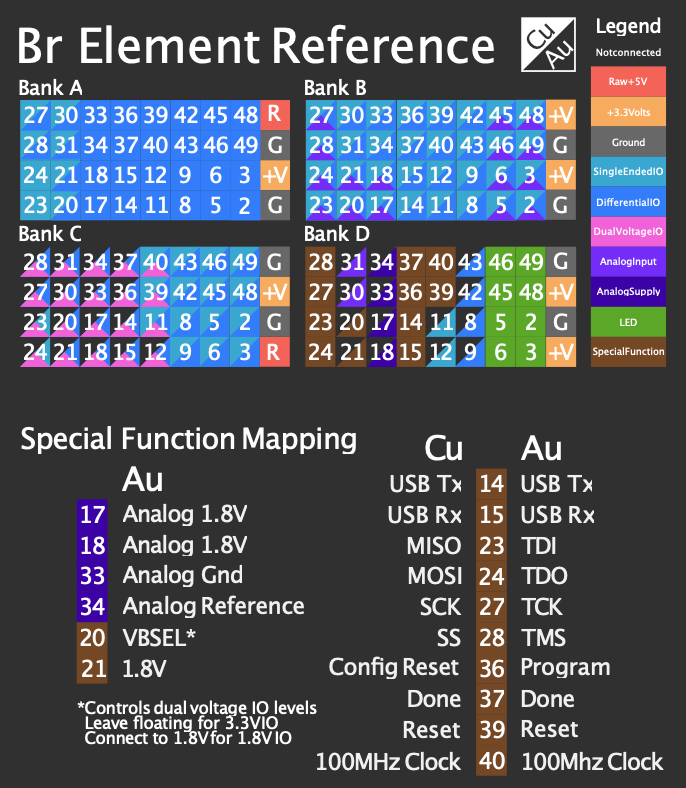 Br Element Reference
Cu
Au
Legend
Notconnected
Raw+5V
+3.3Volts
Ground
SingleEndedIO
DifferentialIO
DualVoltageIO
AnalogInput
AnalogSupply
LED
SpecialFunction
Bank A
27 30 33 36 39 42 45 48 R
28 31 34 37 40 43 46 49 G
24 21 18 15 12 9 6 3 +V
23 20 17 14 11 8 5 2 G
Bank B
27 30 33 36 39 42 45 48 +V
28 31 34 37 40 43 46 49 G
24 21 18 15 12 9 6 3 +V
23 20 17 14 11 8 5 2 G
Bank C
28 31 34 37 40 43 46 49 G
27 30 33 36 39 42 45 48 +V
23 20 17 14 11 8 5 2 G
24 21 18 15 12 9 6 3 R
Bank D
28 31 34 37 40 43 46 49 G
27 30 33 36 39 42 45 48 +V
23 20 17 14 11 8 5 2 G
24 21 18 15 12 9 6 3 +V
Special Function Mapping
Au
17 Analog 1.8V
18 Analog 1.8V
33 Analog Gnd
34 Analog Reference
20 VBSEL*
21 1.8V
*Controls dual voltage IO levels
Leave floating for 3.3VIO
Connect to 1.8V for 1.8V IO
Cu Au
USB Tx 14 USB Tx
USB Rx 15 USB Rx
MISO 23 TDI
MOSI 24 TDO
SCK 27 TCK
SS 28 TMS
Config Reset 36 Program
Done 37 Done
Reset 39 Reset
100MHz Clock 40 100Mhz Clock